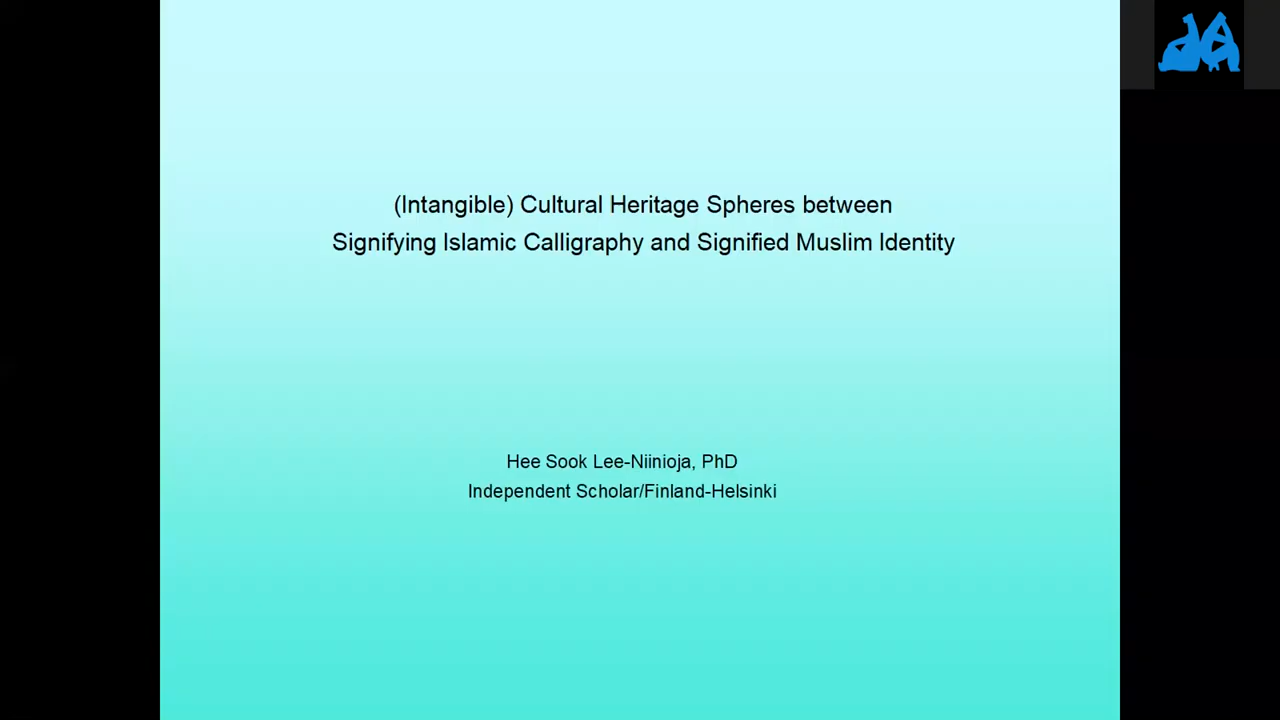 (Intangible) Cultural Heritage Spheres between
Signifying Islamic Calligraphy and Signified Muslim Identity
Hee Sook Lee-Niinioja, PhD
Independent Scholar/Finland-Helsinki